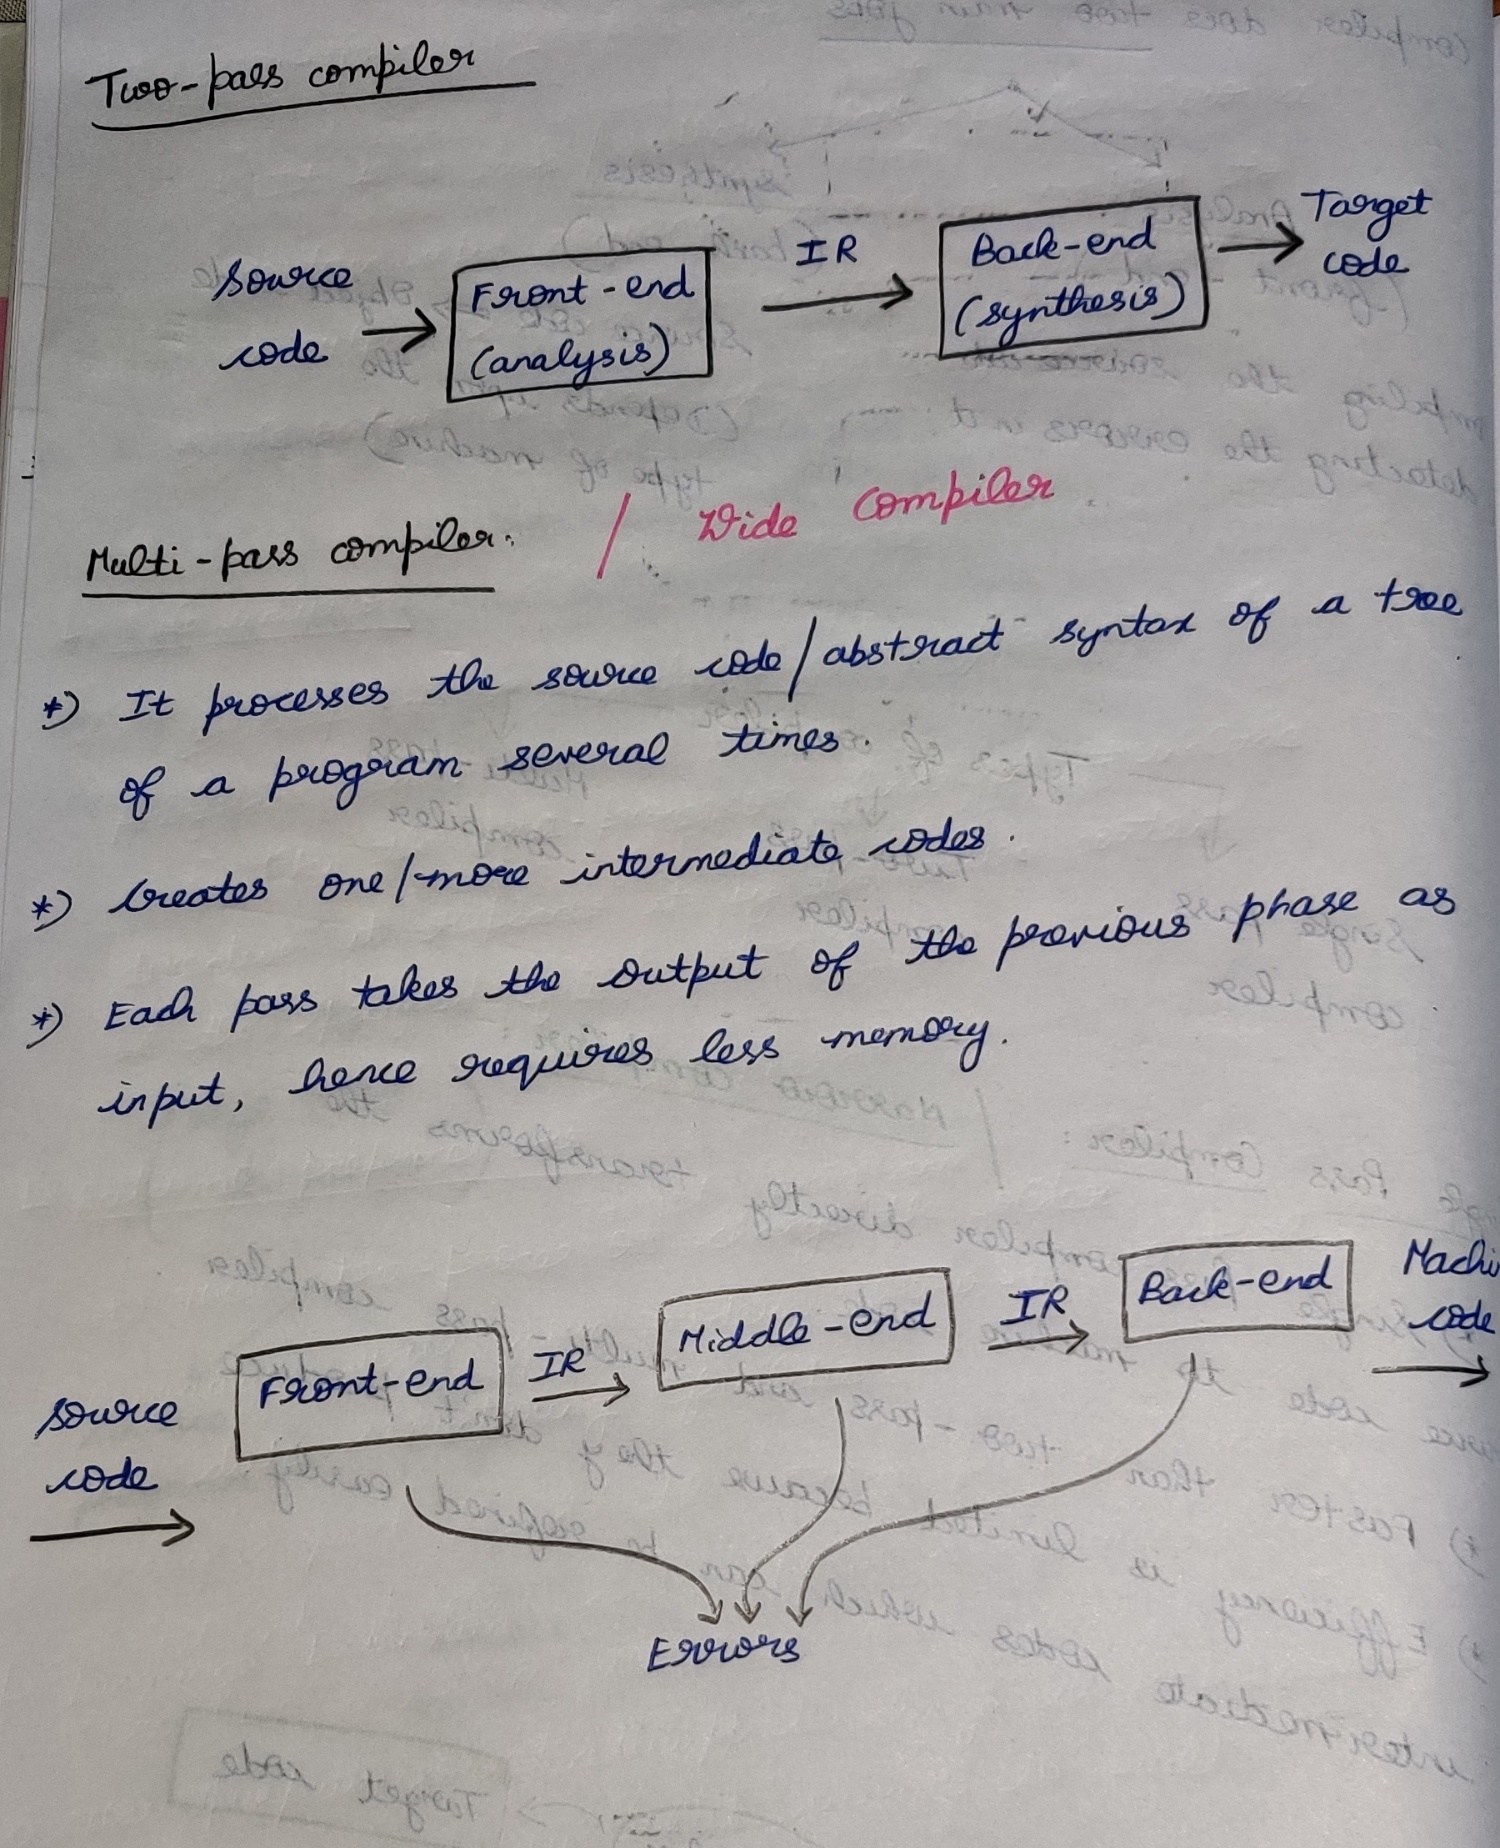 Two-pass compiler
Source code → Front-end (analysis) → IR → Back-end (synthesis) → Target code
Multi-pass compiler. / Wide Compiler
*) It processes the source code/abstract syntax of a tree
of a program several times.
*) Creates one/more intermediate codes.
*) Each pass takes the output of the previous phase as
input, hence requires less memory.
Source code → Front-end → IR → Middle-end → IR → Back-end → Machi code
Errors